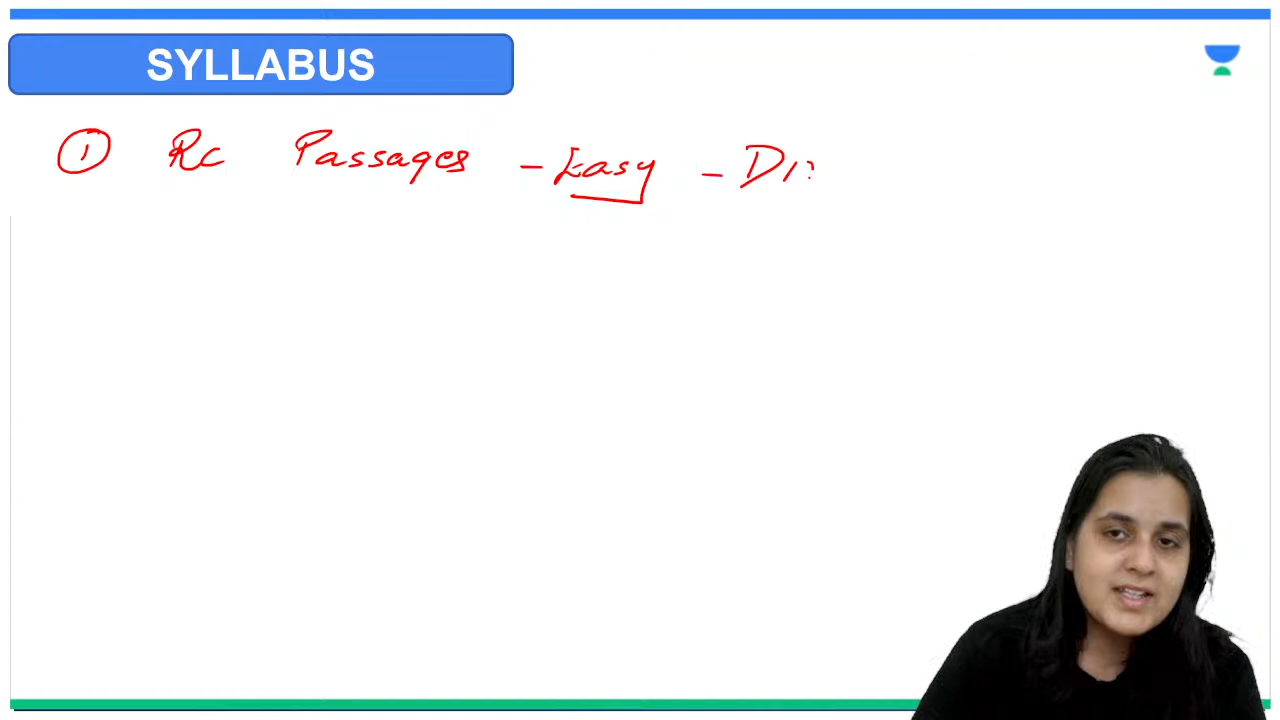 SYLLABUS
① Rc Passages - Easy -